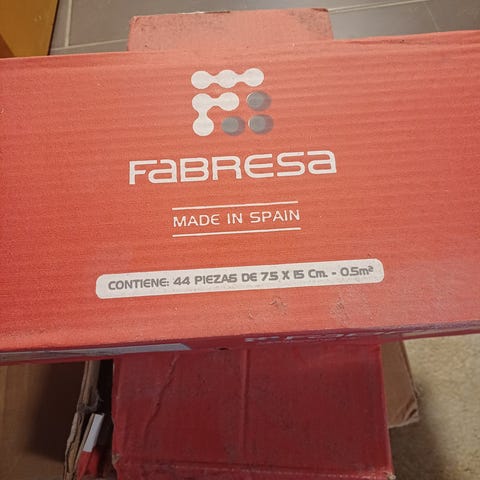 FABRESA
MADE IN SPAIN
CONTIENE: 44 PIEZAS DE 7.5 X 15 Cm. - 0.5m²